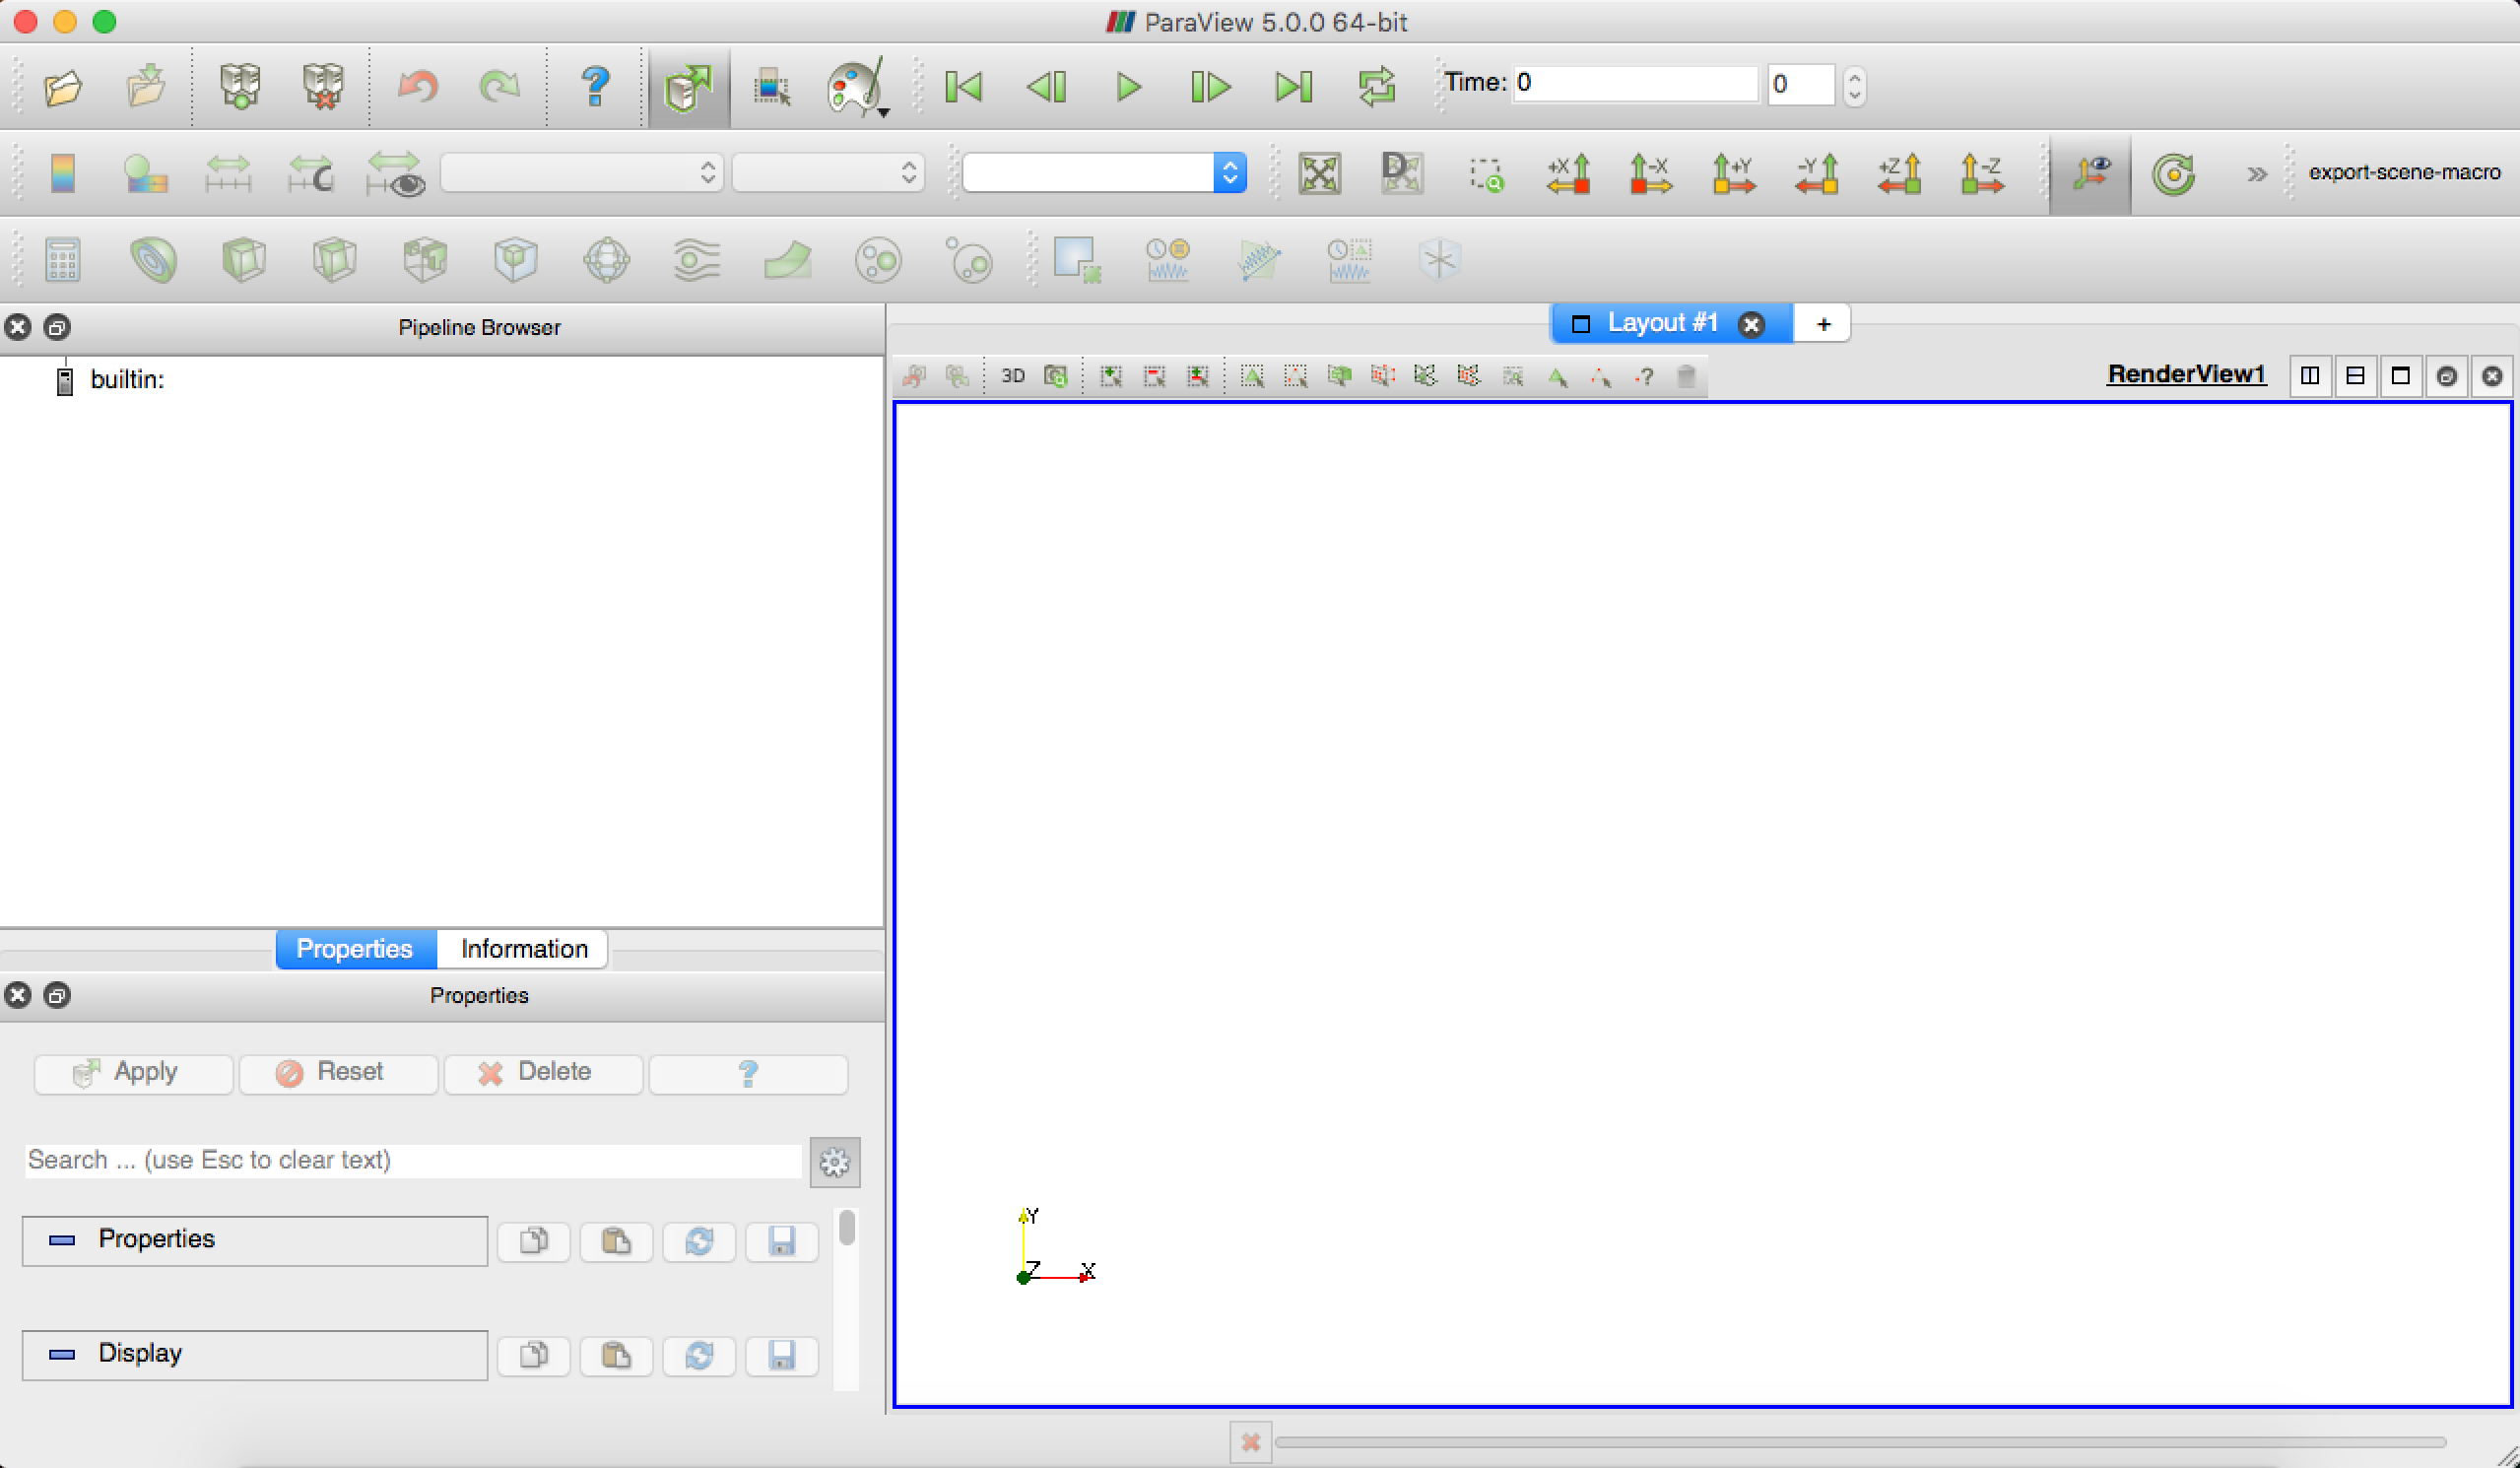 ParaView 5.0.0 64-bit
?
Time: 0 0
C D +X -X +Y -Y +Z -Z » export-scene-macro
Pipeline Browser
Layout #1 +
builtin:
3D ? RenderView1
Properties Information
Properties
Apply Reset Delete ?
Search ... (use Esc to clear text)
Properties
Display
Y
Z X